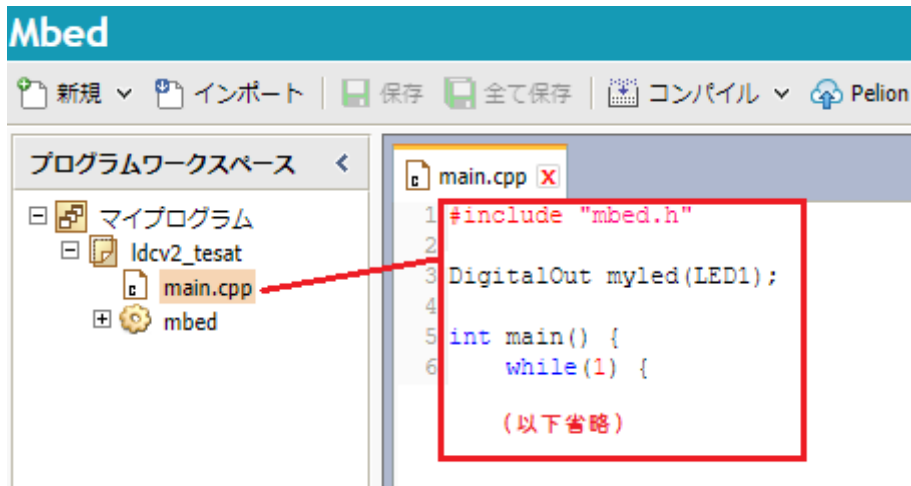 Mbed
新規 インポート 保存 全て保存 コンパイル Pelion
プログラムワークスペース
main.cpp
マイプログラム
ldcv2_tesat
main.cpp
mbed
1 #include "mbed.h"
2
3 DigitalOut myled(LED1);
4
5 int main() {
6 while(1) {
(以下省略)